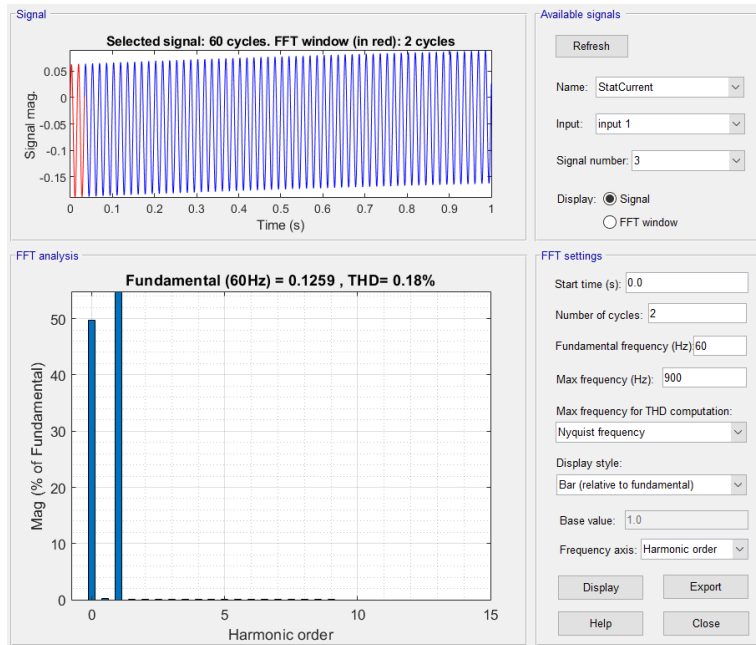 Signal
Selected signal: 60 cycles. FFT window (in red): 2 cycles
Signal mag.
0.05
0
-0.05
-0.1
-0.15
0 0.1 0.2 0.3 0.4 0.5 0.6 0.7 0.8 0.9 1
Time (s)
Available signals
Refresh
Name: StatCurrent
Input: input 1
Signal number: 3
Display: Signal
FFT window
FFT analysis
Fundamental (60Hz) = 0.1259 , THD= 0.18%
Mag (% of Fundamental)
50
40
30
20
10
0
0 5 10 15
Harmonic order
FFT settings
Start time (s): 0.0
Number of cycles: 2
Fundamental frequency (Hz): 60
Max frequency (Hz): 900
Max frequency for THD computation:
Nyquist frequency
Display style:
Bar (relative to fundamental)
Base value: 1.0
Frequency axis: Harmonic order
Display Export
Help Close